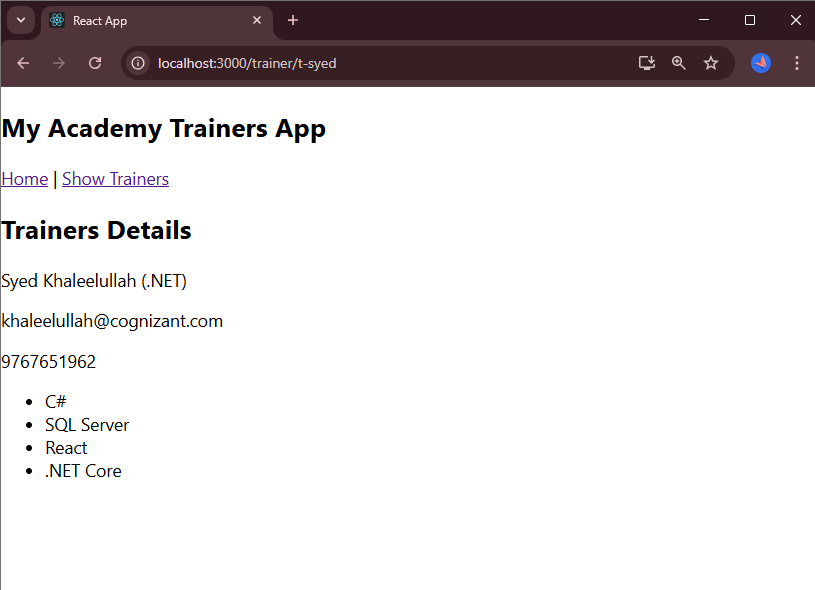 React App
localhost:3000/trainer/t-syed
My Academy Trainers App
Home | Show Trainers
Trainers Details
Syed Khaleelullah (.NET)
khaleelullah@cognizant.com
9767651962
C#
SQL Server
React
.NET Core